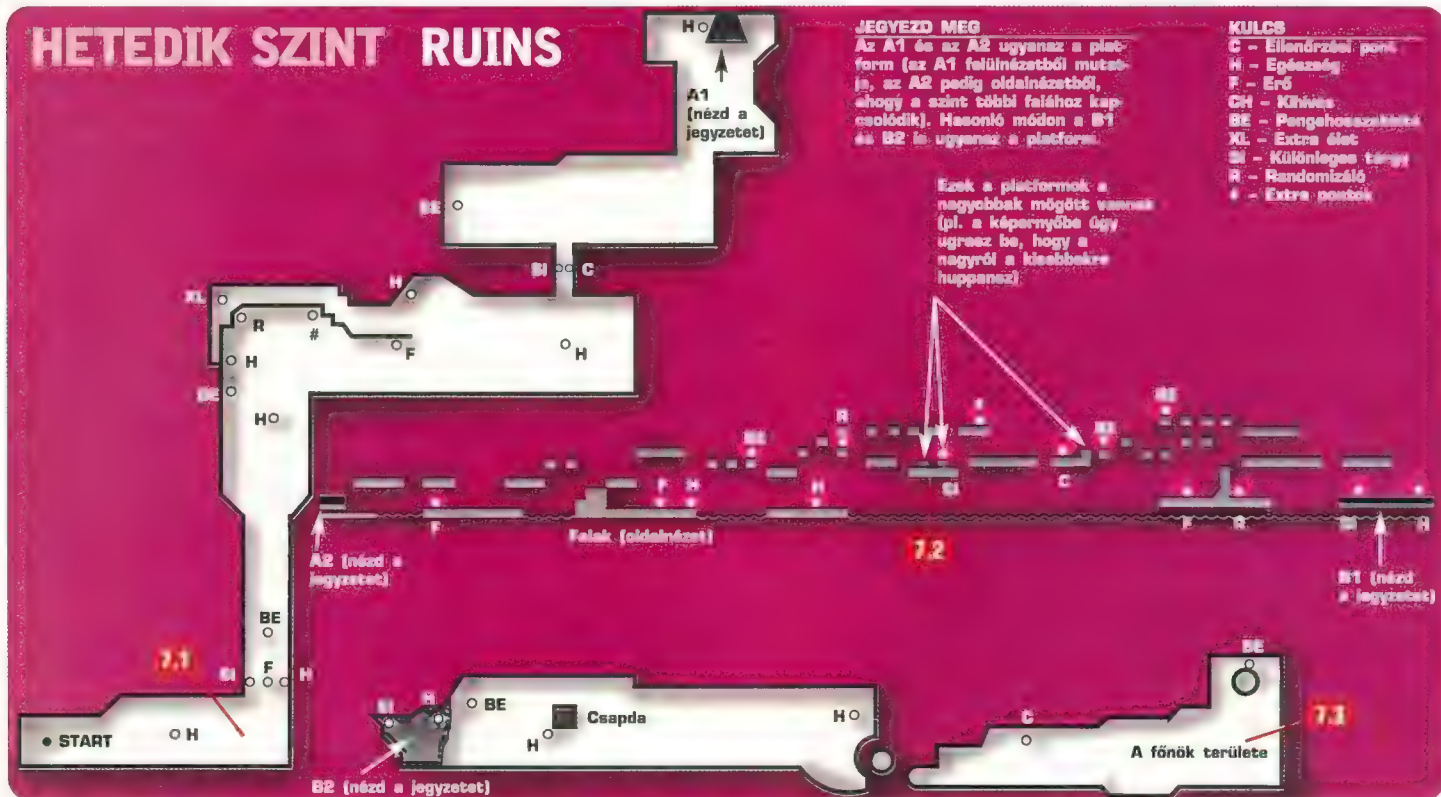 HETEDIK SZINT RUINS
JEGYEZD MEG
Az A1 és az A2 ugyanaz a plat-
form (az A1 felülnézetből mutat-
ja, az A2 pedig oldalnézetből,
ahogy a szint többi falához kap-
csolódik). Hasonló módon a B1
és B2 is ugyanaz a platform.
KULCS
C - Ellenőrzési pont
H - Egészség
F - Erő
CH - Kihívás
BE - Pengehosszabbító
XL - Extra élet
SI - Különleges tárgy
R - Randomizáló
# - Extra pontok
H
A1
(nézd a
jegyzetet)
BE
Ezek a platformok a
nagyobbak mögött vannak
(pl. a képernyőbe úgy
ugrasz be, hogy a
nagyról a kisebbekre
huppansz)
SI
C
H
XL
R
#
F
H
H
BE
H
F
F
H
H
C
A2 (nézd a
jegyzetet)
Falak (oldalnézet)
7.2
B1 (nézd
a jegyzetet)
BE
7.1
SI
F
H
START
H
SI
BE
Csapda
H
H
B2 (nézd a jegyzetet)
C
BE
7.3
A főnök területe